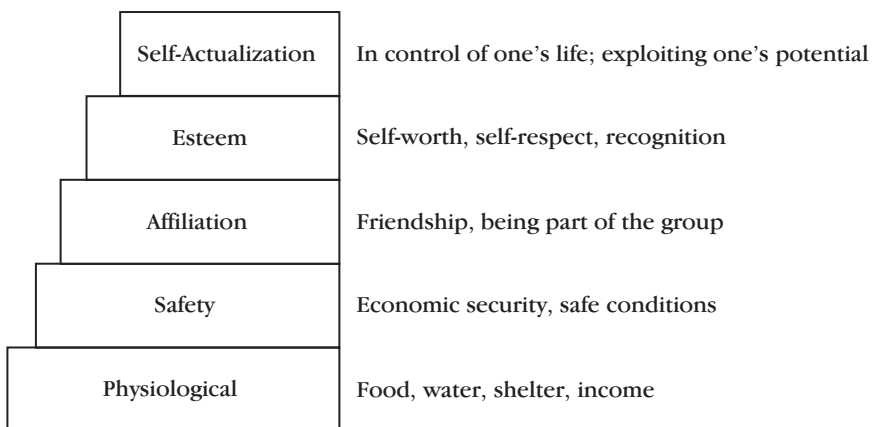 Self-Actualization In control of one’s life; exploiting one’s potential
Esteem Self-worth, self-respect, recognition
Affiliation Friendship, being part of the group
Safety Economic security, safe conditions
Physiological Food, water, shelter, income